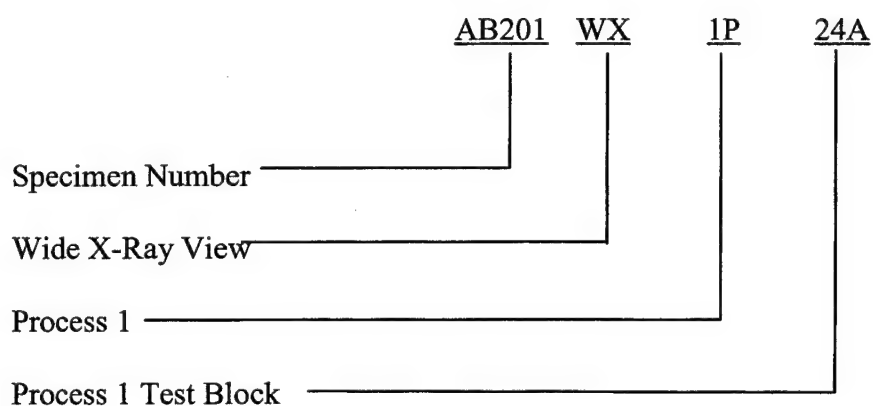 AB201 WX 1P 24A
Specimen Number
Wide X-Ray View
Process 1
Process 1 Test Block